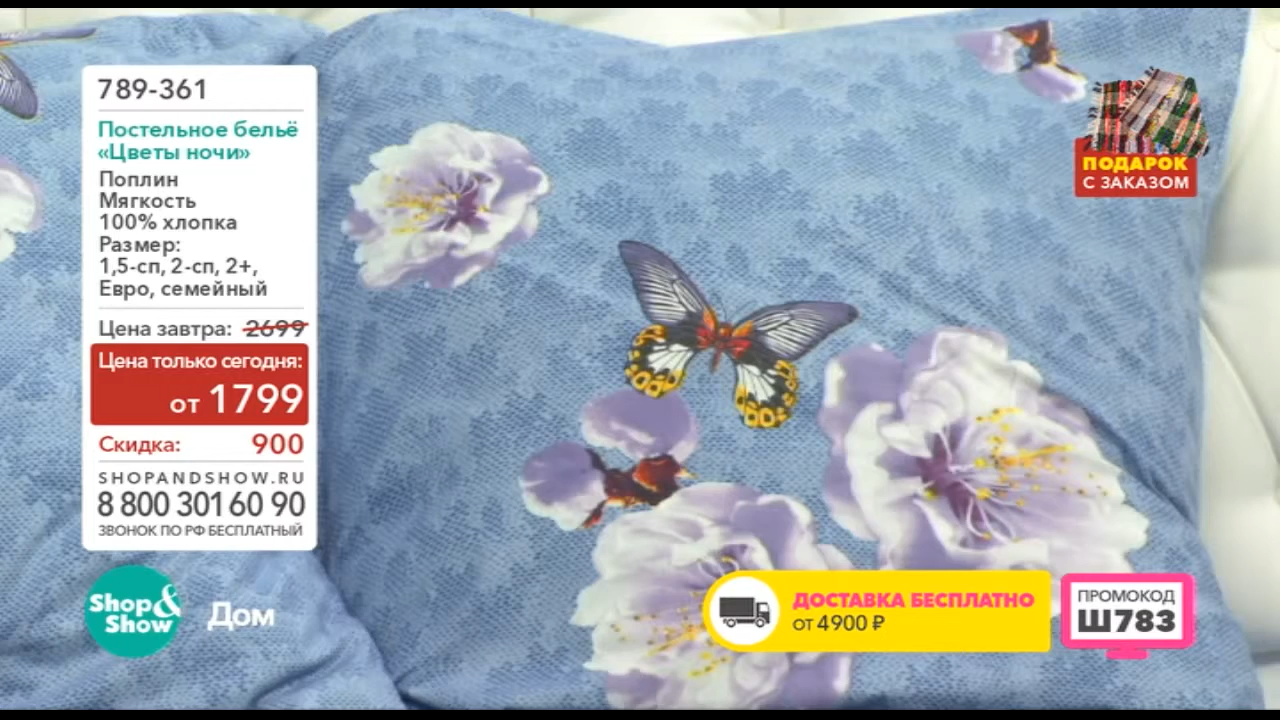 789-361
Постельное бельё
«Цветы ночи»
Поплин
Мягкость
100% хлопка
Размер:
1,5-сп, 2-сп, 2+,
Евро, семейный
Цена завтра: 2699
Цена только сегодня:
от 1799
Скидка: 900
SHOPANDSHOW.RU
8 800 301 60 90
ЗВОНОК ПО РФ БЕСПЛАТНЫЙ
Shop&
Show
Дом
ПОДАРОК
С ЗАКАЗОМ
ДОСТАВКА БЕСПЛАТНО
от 4900 ₽
ПРОМОКОД
Ш783